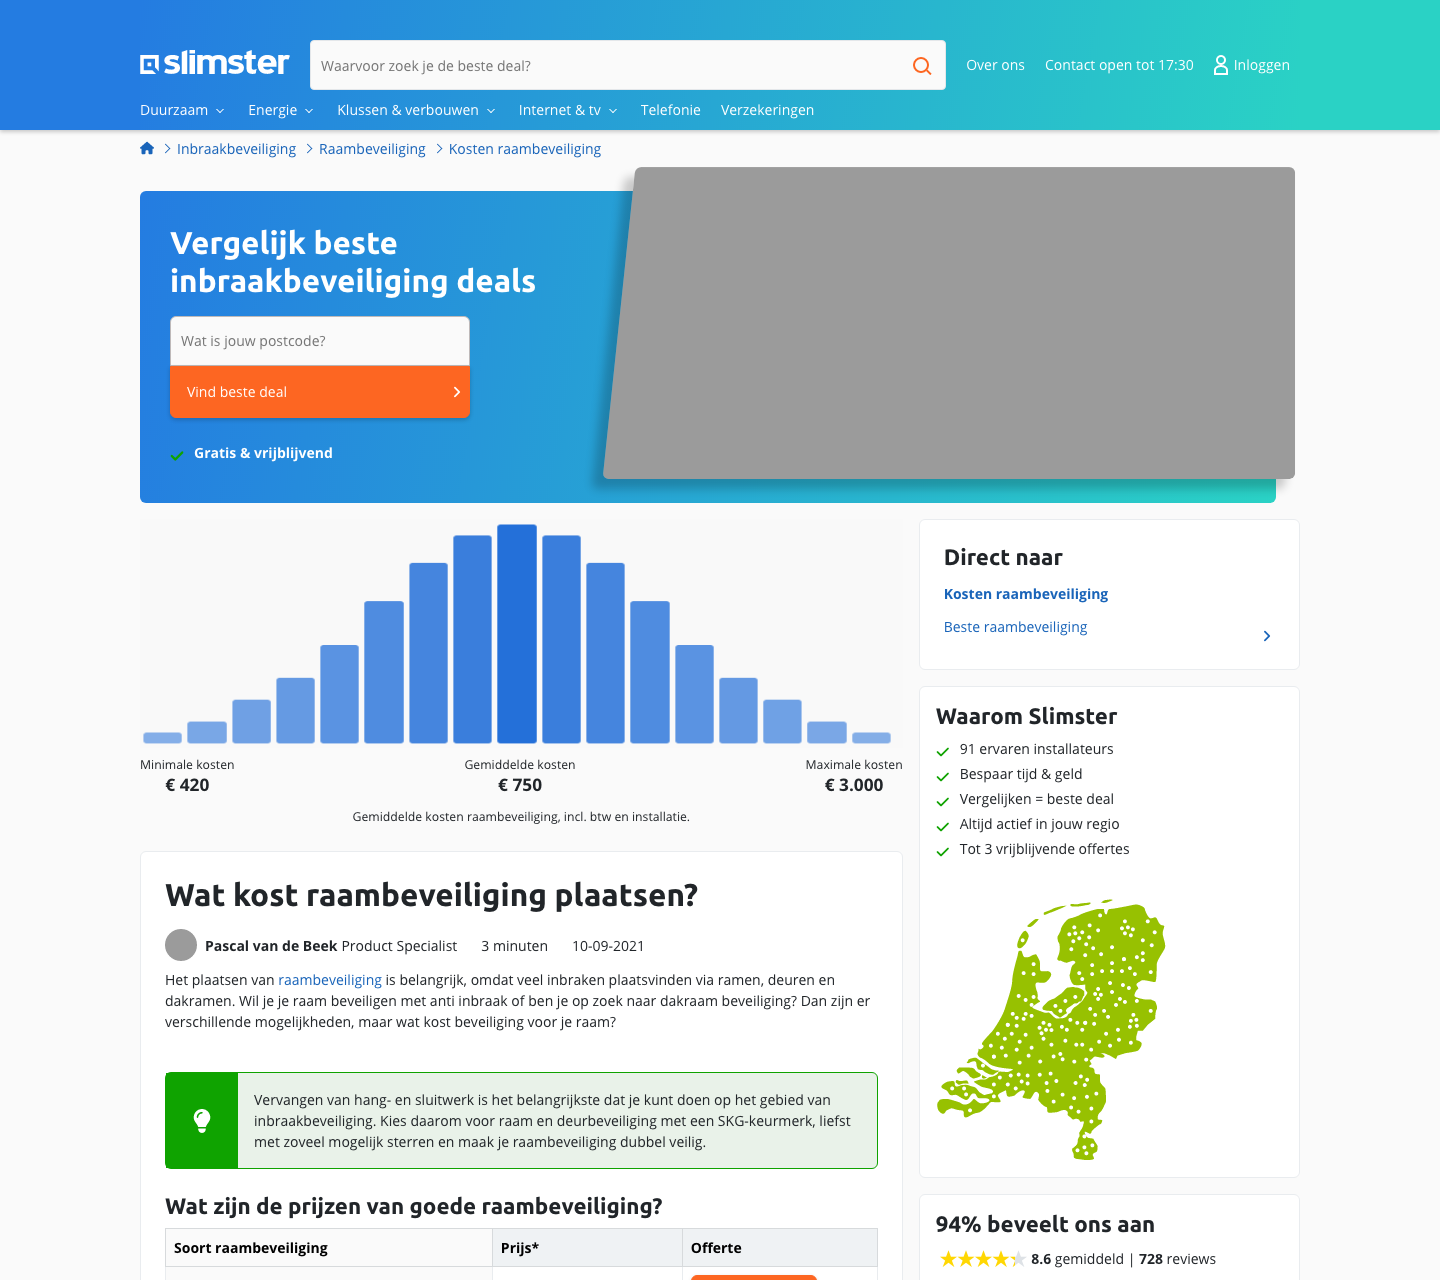 slimster
Waarvoor zoek je de beste deal?
Over ons
Contact open tot 17:30
Inloggen
Duurzaam
Energie
Klussen & verbouwen
Internet & tv
Telefonie
Verzekeringen
Inbraakbeveiliging
Raambeveiliging
Kosten raambeveiliging
Vergelijk beste
inbraakbeveiliging deals
Wat is jouw postcode?
Vind beste deal
Gratis & vrijblijvend
Minimale kosten
€ 420
Gemiddelde kosten
€ 750
Maximale kosten
€ 3.000
Gemiddelde kosten raambeveiliging, incl. btw en installatie.
Wat kost raambeveiliging plaatsen?
Pascal van de Beek Product Specialist
3 minuten
10-09-2021
Het plaatsen van raambeveiliging is belangrijk, omdat veel inbraken plaatsvinden via ramen, deuren en
dakramen. Wil je je raam beveiligen met anti inbraak of ben je op zoek naar dakraam beveiliging? Dan zijn er
verschillende mogelijkheden, maar wat kost beveiliging voor je raam?
Vervangen van hang- en sluitwerk is het belangrijkste dat je kunt doen op het gebied van
inbraakbeveiliging. Kies daarom voor raam en deurbeveiliging met een SKG-keurmerk, liefst
met zoveel mogelijk sterren en maak je raambeveiliging dubbel veilig.
Wat zijn de prijzen van goede raambeveiliging?
Soort raambeveiliging
Prijs*
Offerte
Direct naar
Kosten raambeveiliging
Beste raambeveiliging
Waarom Slimster
91 ervaren installateurs
Bespaar tijd & geld
Vergelijken = beste deal
Altijd actief in jouw regio
Tot 3 vrijblijvende offertes
94% beveelt ons aan
8.6 gemiddeld | 728 reviews